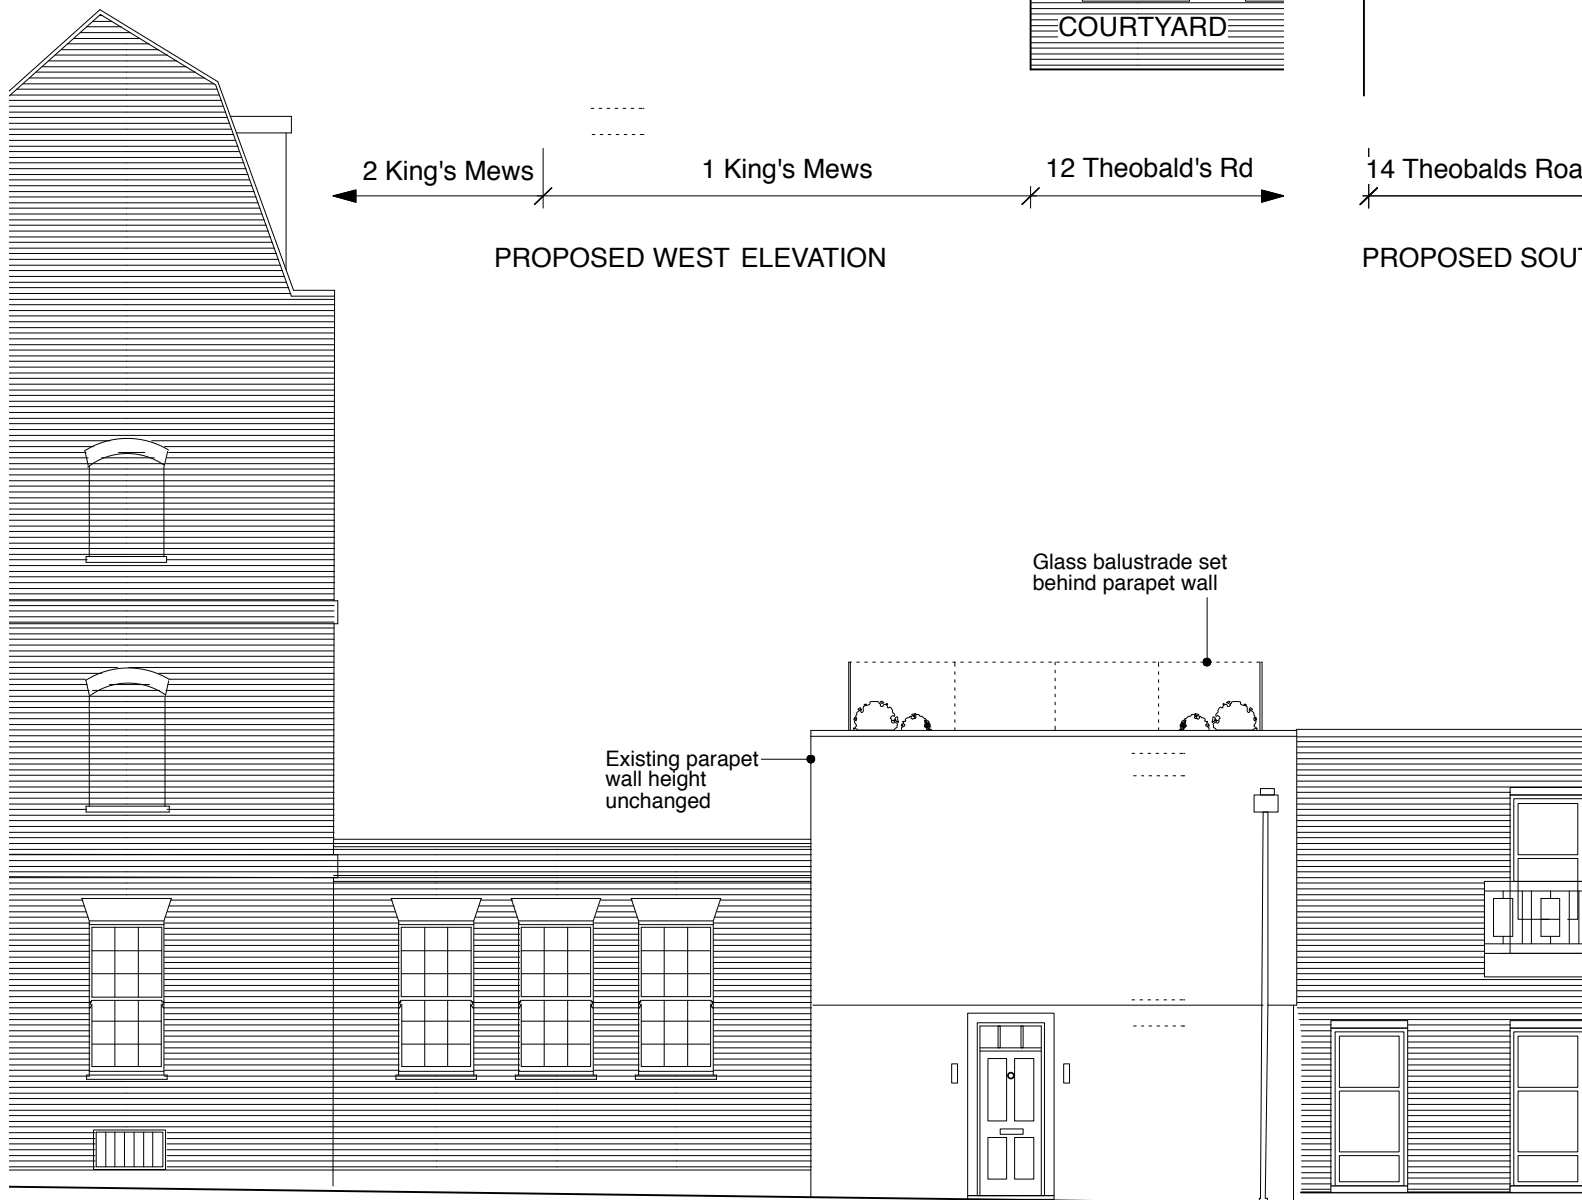 COURTYARD
2 King's Mews
1 King's Mews
12 Theobald's Rd
14 Theobalds Roa
PROPOSED WEST ELEVATION
PROPOSED SOUT
Glass balustrade set
behind parapet wall
Existing parapet
wall height
unchanged